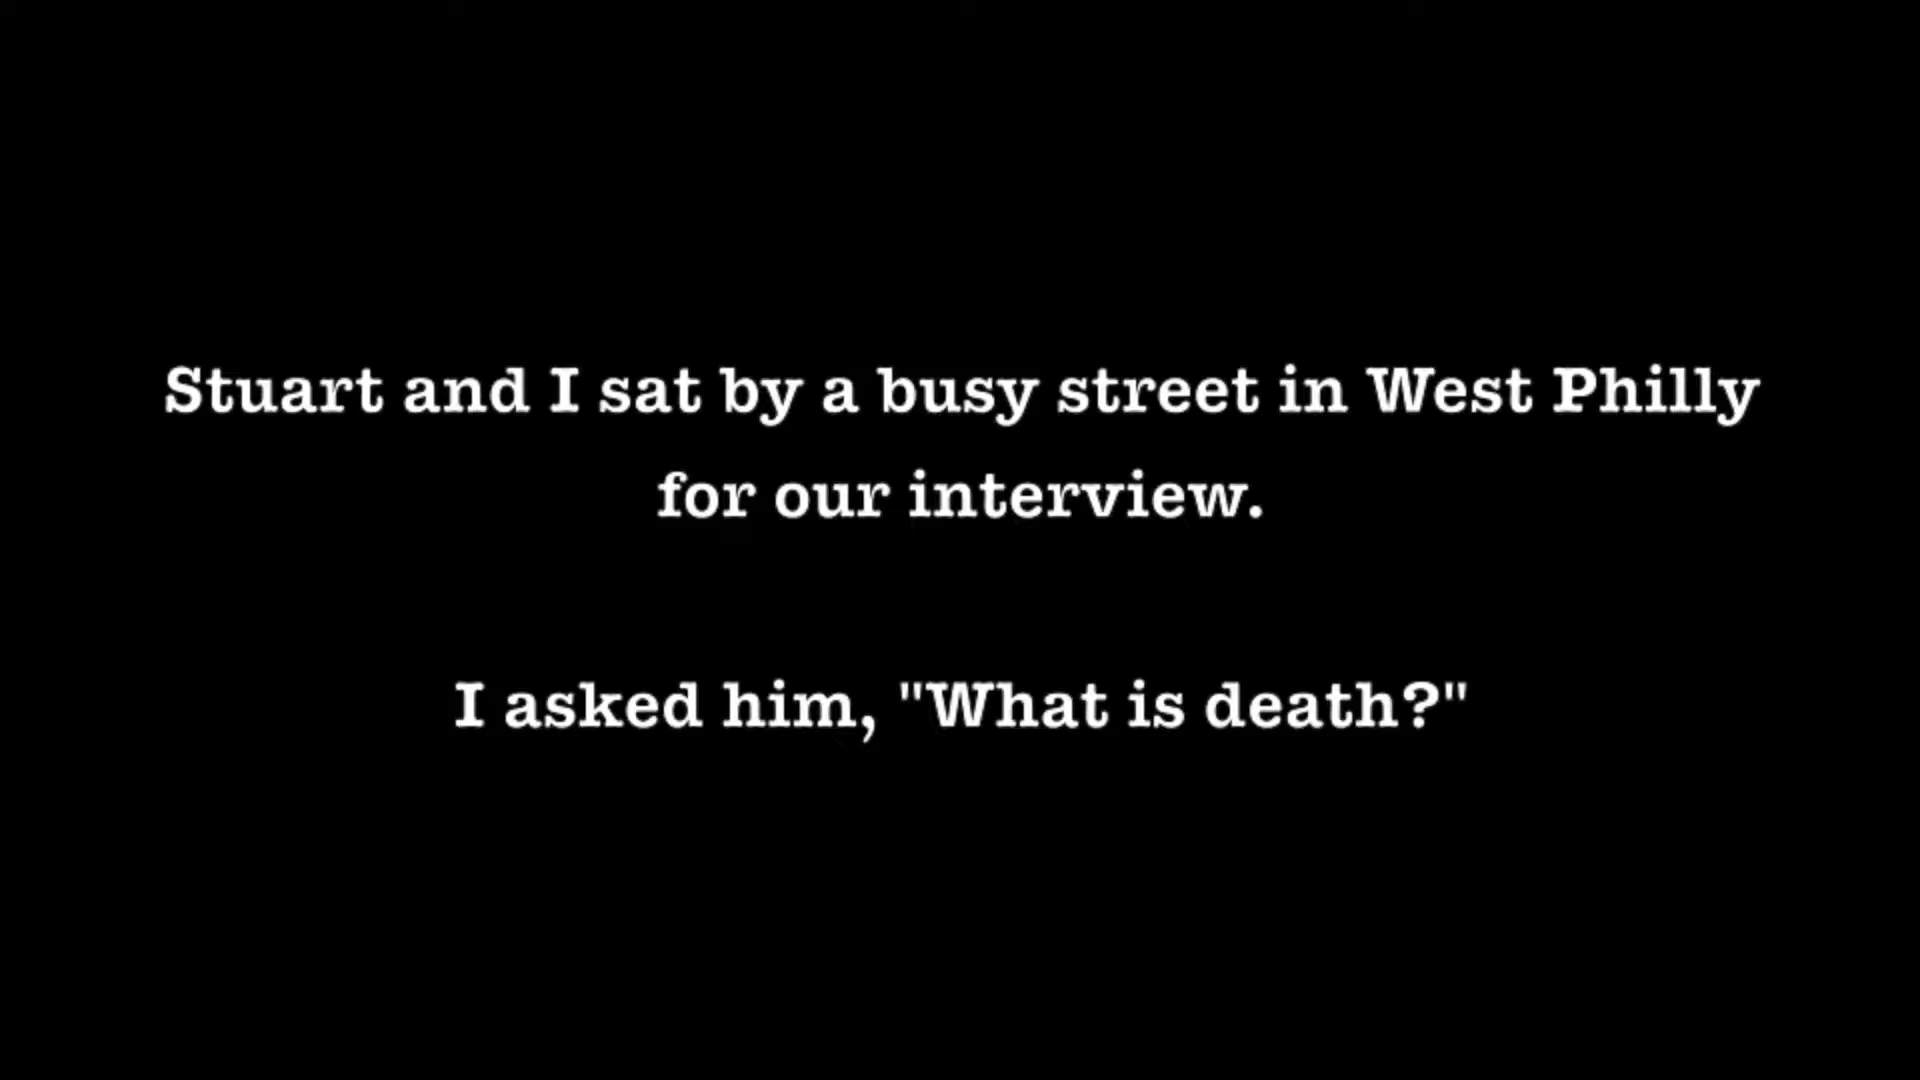 Stuart and I sat by a busy street in West Philly
for our interview.
I asked him, "What is death?"